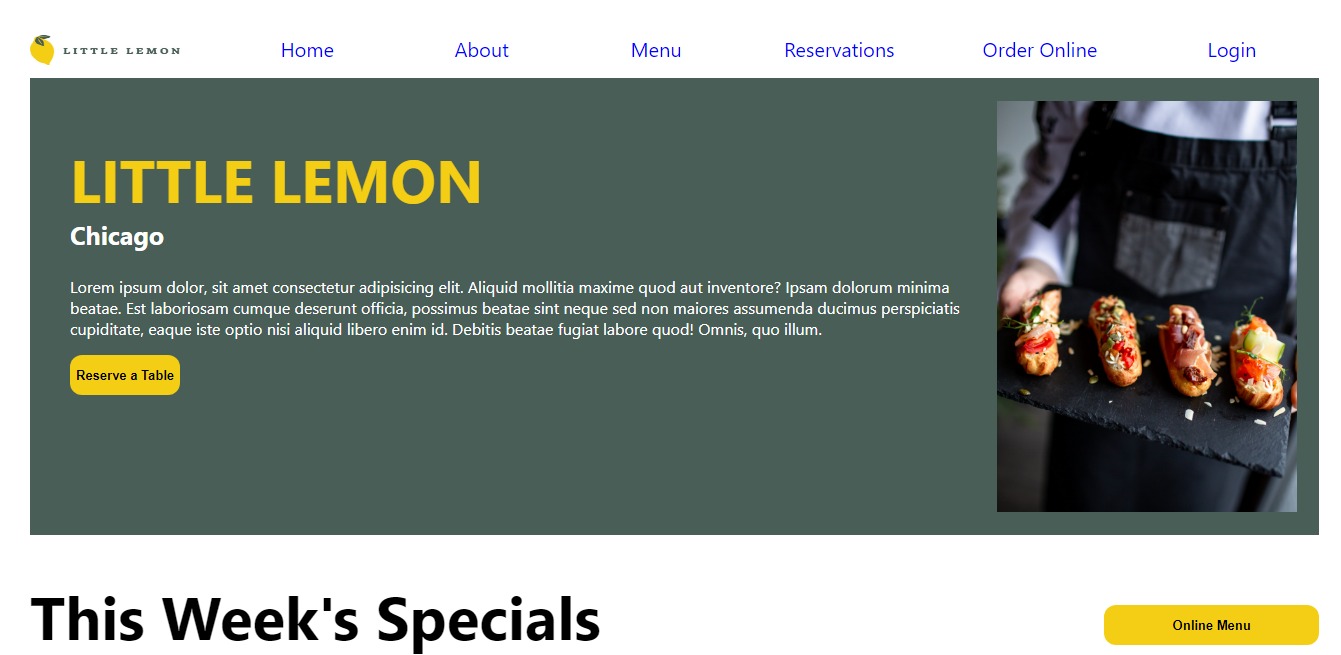 LITTLE LEMON
Home
About
Menu
Reservations
Order Online
Login
LITTLE LEMON
Chicago
Lorem ipsum dolor, sit amet consectetur adipisicing elit. Aliquid mollitia maxime quod aut inventore? Ipsam dolorum minima
beatae. Est laboriosam cumque deserunt officia, possimus beatae sint neque sed non maiores assumenda ducimus perspiciatis
cupiditate, eaque iste optio nisi aliquid libero enim id. Debitis beatae fugiat labore quod! Omnis, quo illum.
Reserve a Table
This Week's Specials
Online Menu